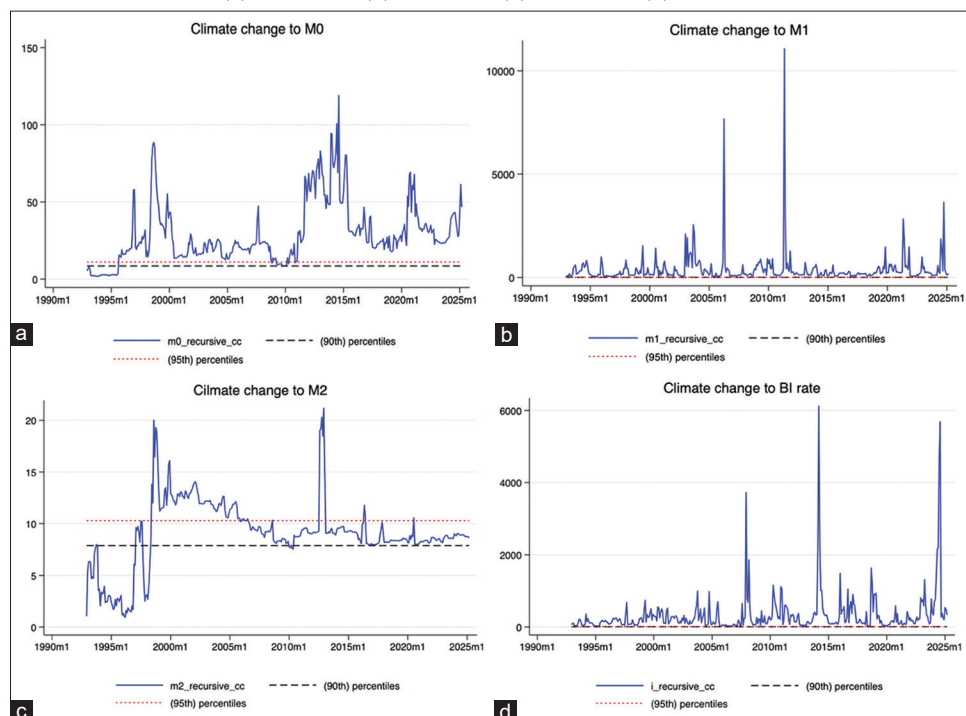 Climate change to M0
150
100
50
0
1990m1 1995m1 2000m1 2005m1 2010m1 2015m1 2020m1 2025m1
a
m0_recursive_cc (90th) percentiles
(95th) percentiles
Climate change to M1
10000
5000
0
1990m1 1995m1 2000m1 2005m1 2010m1 2015m1 2020m1 2025m1
b
m1_recursive_cc (90th) percentiles
(95th) percentiles
Cilmate change to M2
20
15
10
5
0
1990m1 1995m1 2000m1 2005m1 2010m1 2015m1 2020m1 2025m1
m2_recursive_cc (90th) percentiles
c
(95th) percentiles
Climate change to BI rate
6000
4000
2000
0
1990m1 1995m1 2000m1 2005m1 2010m1 2015m1 2020m1 2025m1
i_recursive_cc (90th) percentiles
d
(95th) percentiles